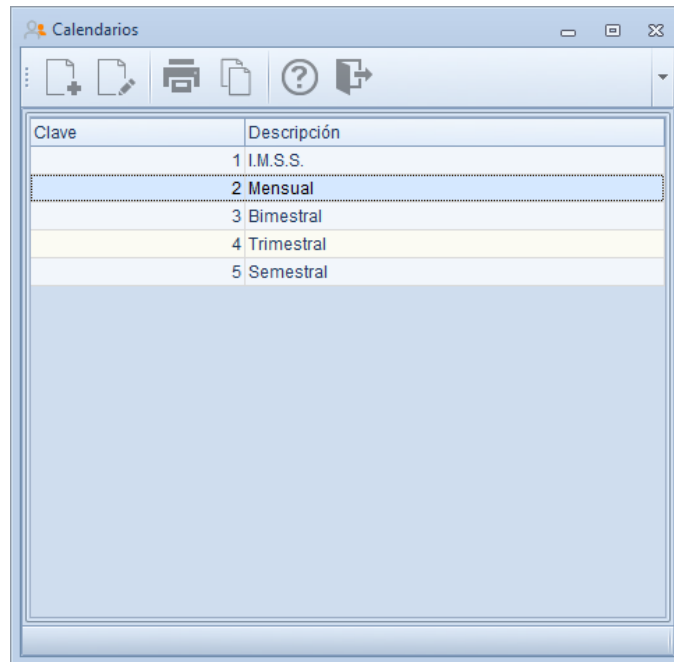 Calendarios
Clave Descripción
1 I.M.S.S.
2 Mensual
3 Bimestral
4 Trimestral
5 Semestral